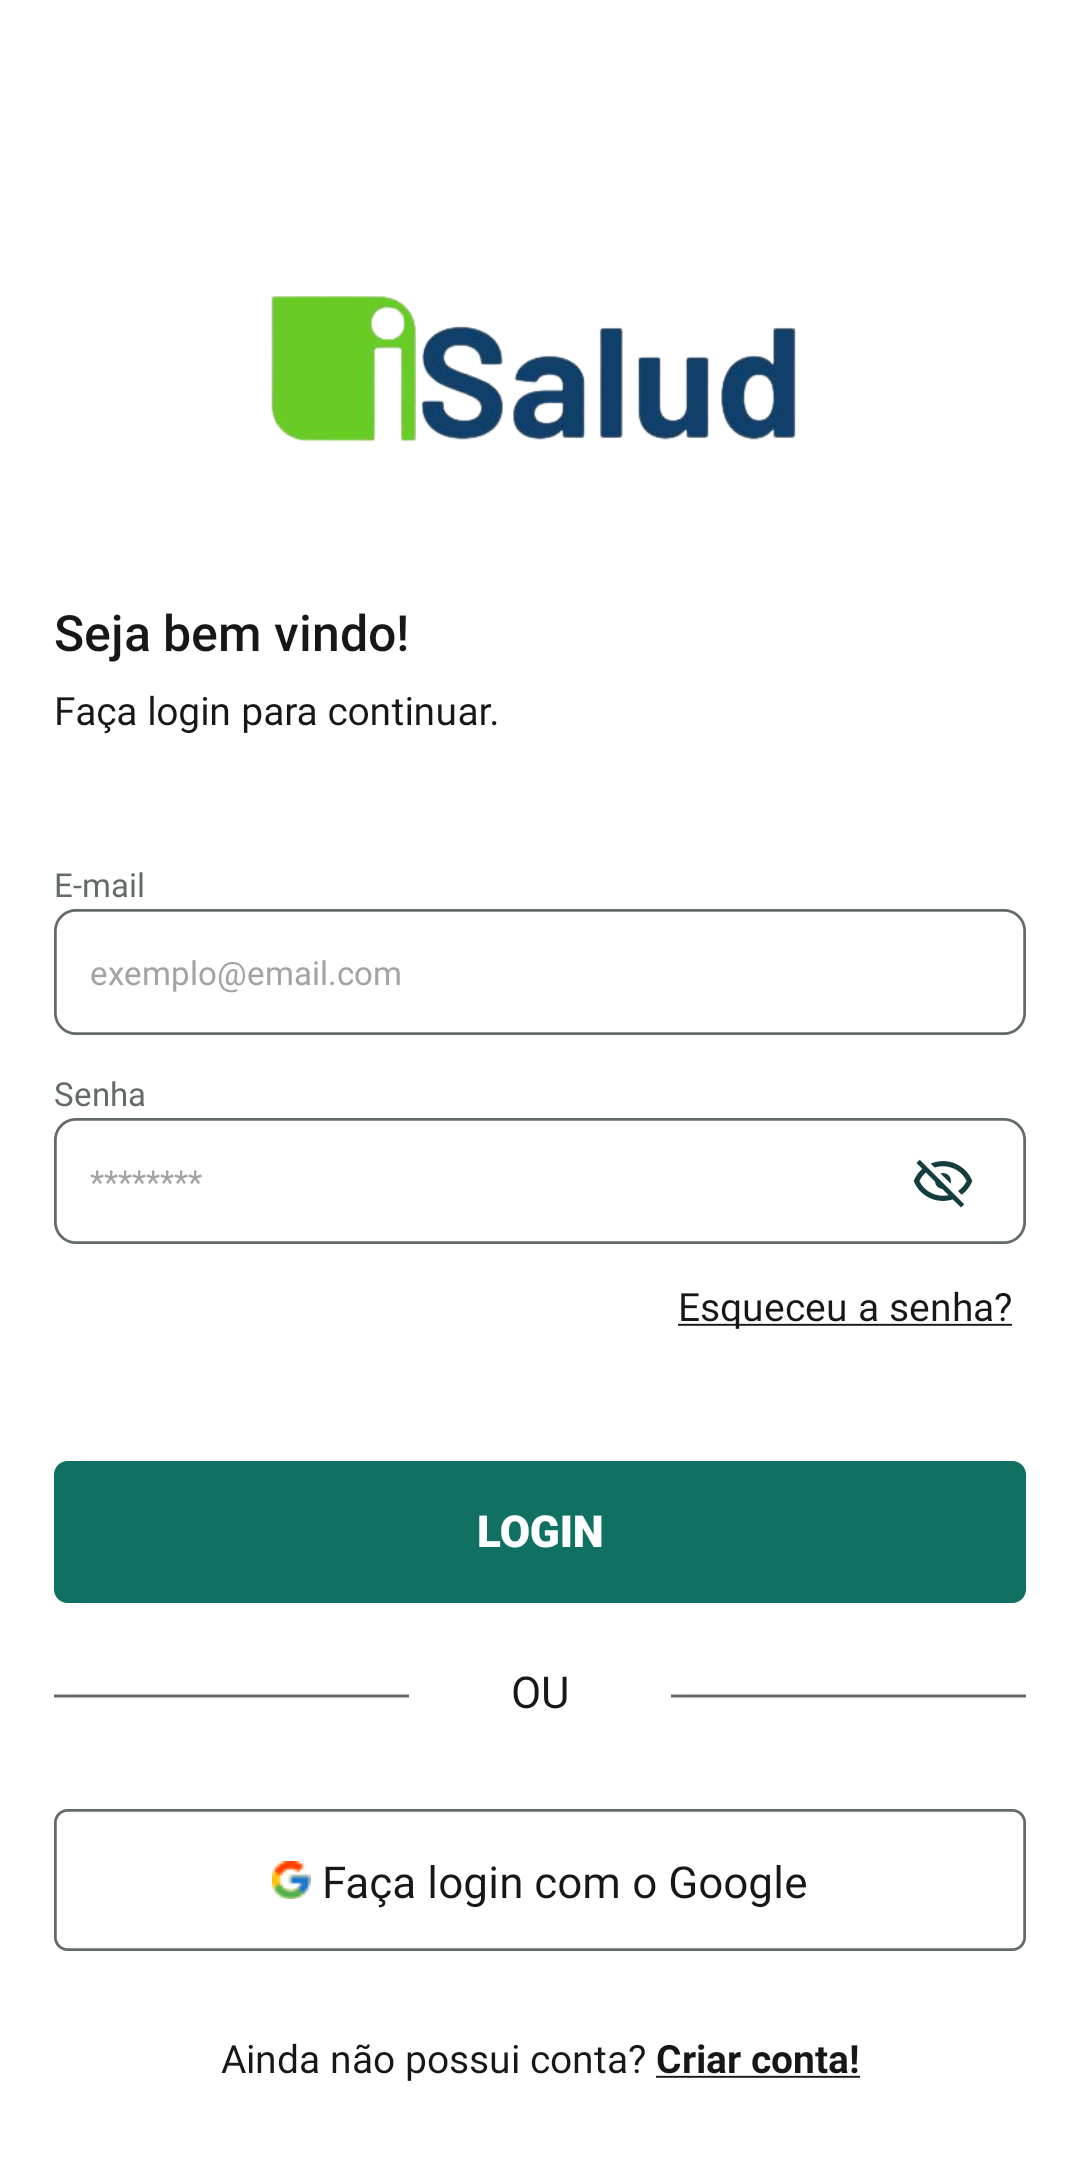 iSalud
Seja bem vindo!
Faça login para continuar.
E-mail
exemplo@email.com
Senha
********
Esqueceu a senha?
LOGIN
OU
Faça login com o Google
Ainda não possui conta? Criar conta!